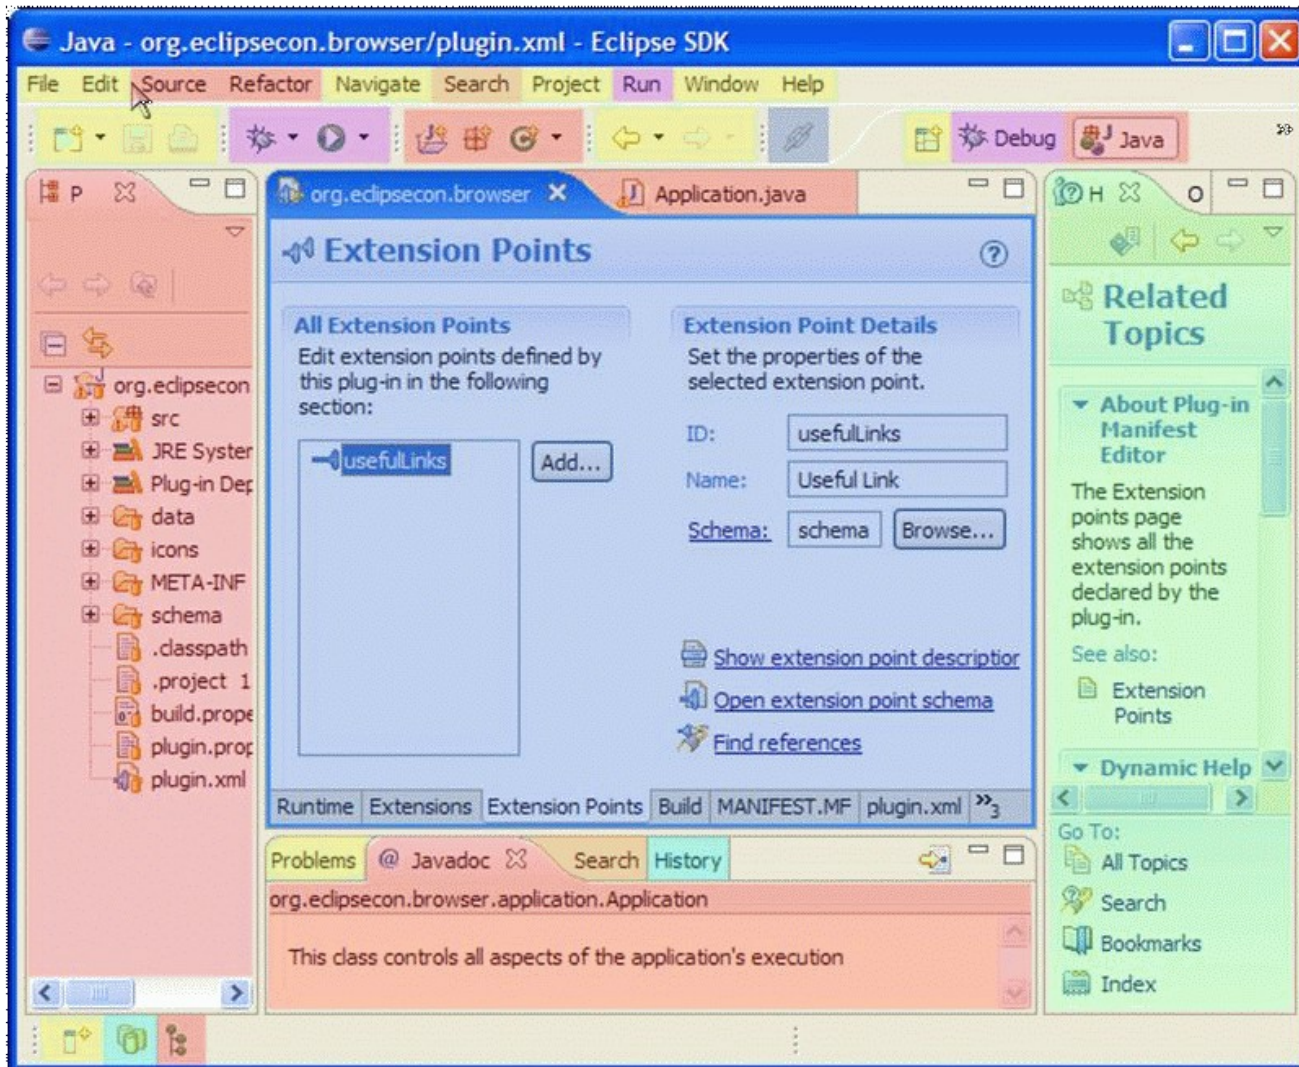 Java - org.eclipsecon.browser/plugin.xml - Eclipse SDK
File Edit Source Refactor Navigate Search Project Run Window Help
Debug Java
P
org.eclipsecon
src
JRE Syster
Plug-in Dep
data
icons
META-INF
schema
.classpath
.project 1
build.prope
plugin.prop
plugin.xml
org.eclipsecon.browser Application.java
Extension Points
All Extension Points
Edit extension points defined by
this plug-in in the following
section:
usefulLinks
Add...
Extension Point Details
Set the properties of the
selected extension point.
ID: usefulLinks
Name: Useful Link
Schema: schema Browse...
Show extension point descriptior
Open extension point schema
Find references
Runtime Extensions Extension Points Build MANIFEST.MF plugin.xml »3
Problems @ Javadoc Search History
org.eclipsecon.browser.application.Application
This class controls all aspects of the application's execution
H O
Related
Topics
About Plug-in
Manifest
Editor
The Extension
points page
shows all the
extension points
declared by the
plug-in.
See also:
Extension
Points
Dynamic Help
Go To:
All Topics
Search
Bookmarks
Index